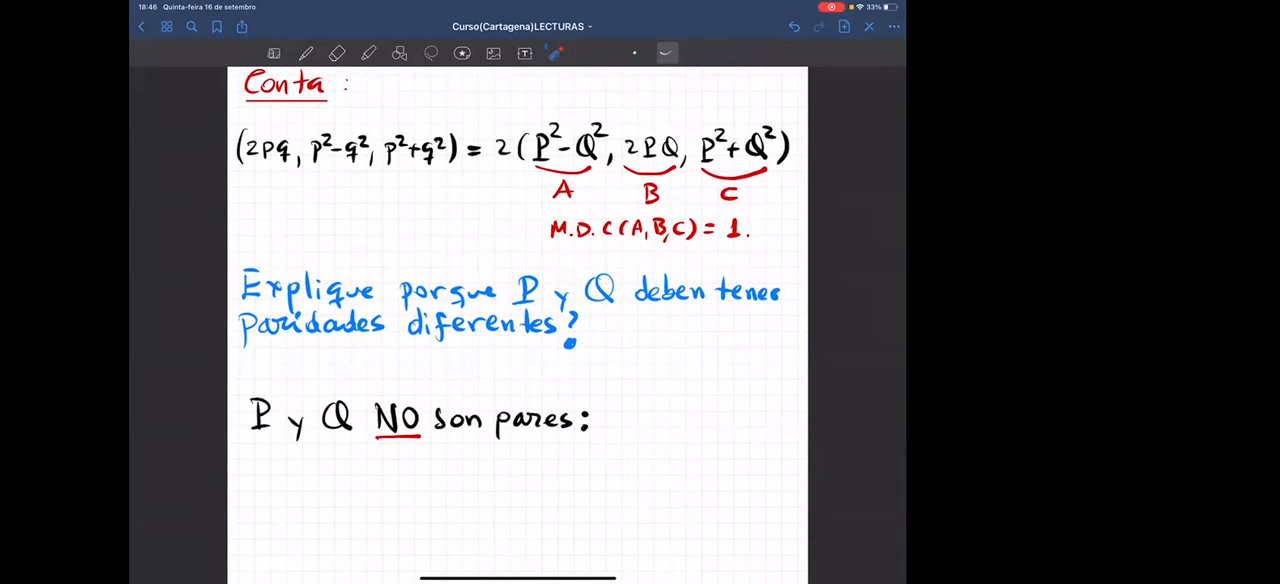 18:46 Quinta-feira 16 de setembro 33%
Curso(Cartagena)LECTURAS
Conta :
(2pq, p²-q², p²+q²) = 2(P²-Q², 2PQ, P²+Q²)
A B C
M.D.C(A,B,C) = 1.
Explique porque P y Q deben tener
paridades diferentes?
P y Q NO son pares: